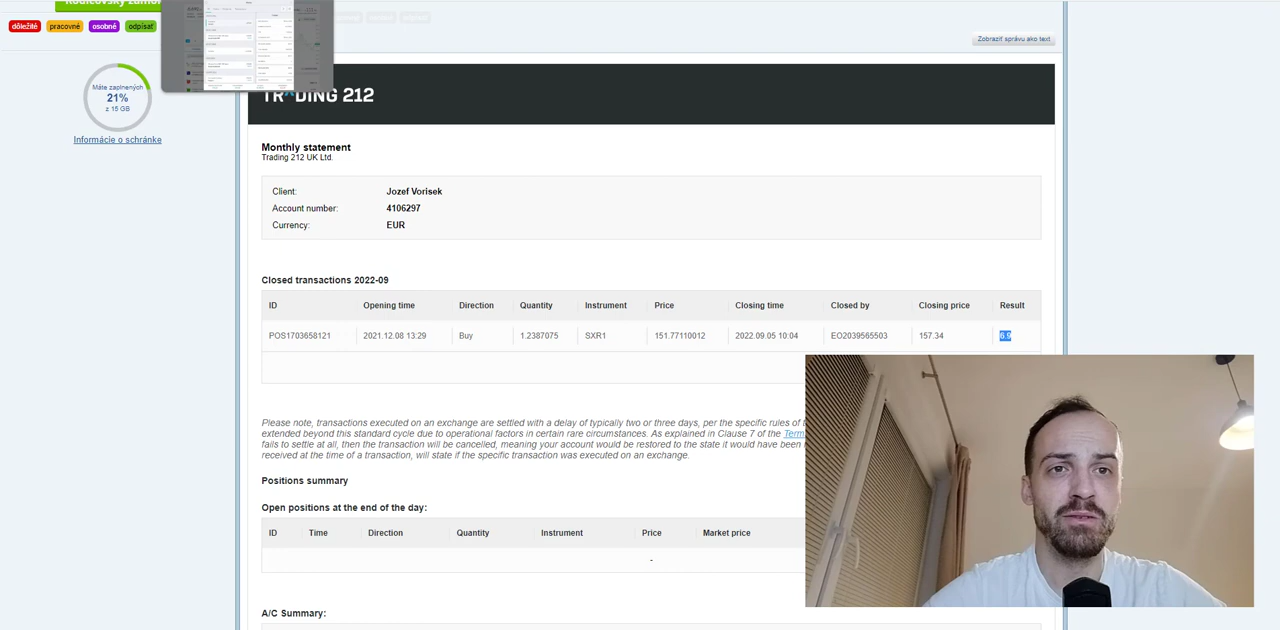 Rodičovský zámok
dôležité pracovné osobné odpísať
Zobraziť správu ako text
Máte zaplnených
21%
z 15 GB
Informácie o schránke
TRADING 212
Monthly statement
Trading 212 UK Ltd.
Client: Jozef Vorisek
Account number: 4106297
Currency: EUR
Closed transactions 2022-09
ID Opening time Direction Quantity Instrument Price Closing time Closed by Closing price Result
POS1703658121 2021.12.08 13:29 Buy 1.2387075 SXR1 151.77110012 2022.09.05 10:04 EO2039565503 157.34 6.9
Please note, transactions executed on an exchange are settled with a delay of typically two or three days, per the specific rules of t
extended beyond this standard cycle due to operational factors in certain rare circumstances. As explained in Clause 7 of the Term
fails to settle at all, then the transaction will be cancelled, meaning your account would be restored to the state it would have been
received at the time of a transaction, will state if the specific transaction was executed on an exchange.
Positions summary
Open positions at the end of the day:
ID Time Direction Quantity Instrument Price Market price
-
A/C Summary: